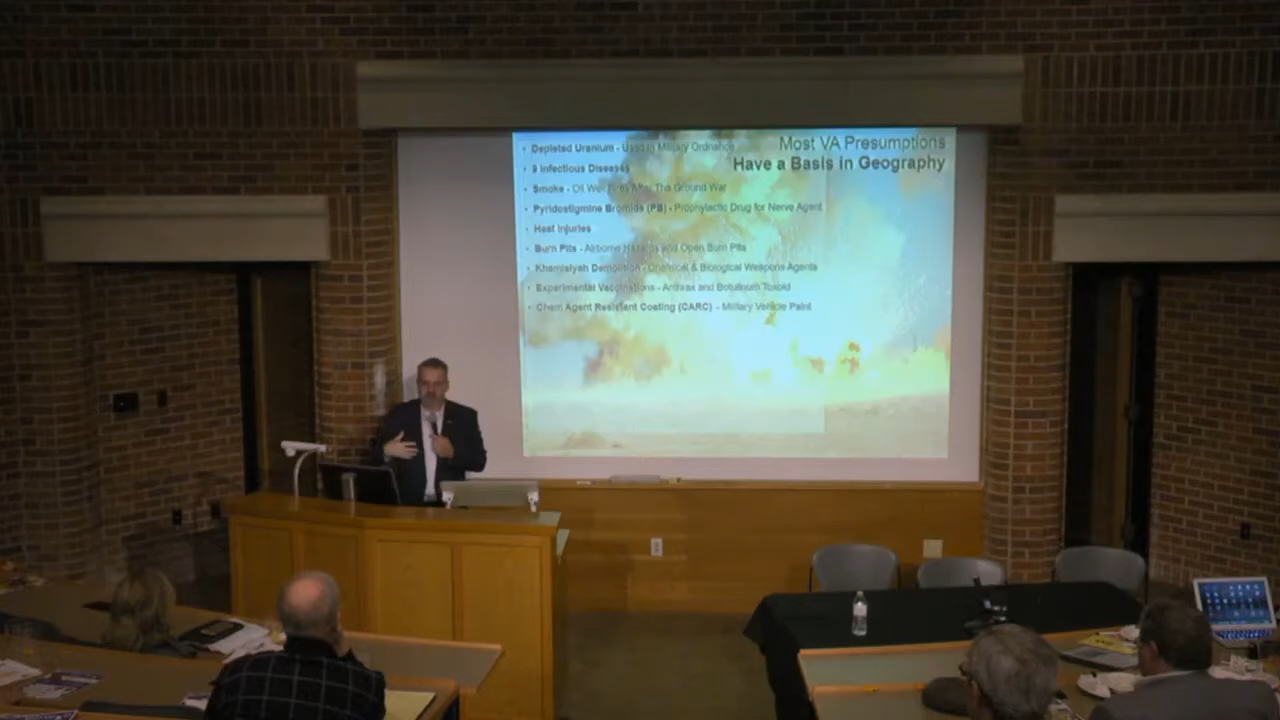 Most VA Presumptions
Have a Basis in Geography
• Depleted Uranium - Used in Military Ordnance
• 9 Infectious Diseases
• Smoke - Oil Well Fires After The Ground War
• Pyridostigmine Bromide (PB) - Prophylactic Drug for Nerve Agent
• Heat Injuries
• Burn Pits - Airborne Hazards and Open Burn Pits
• Khamisiyah Demolition - Chemical & Biological Weapons Agents
• Experimental Vaccinations - Anthrax and Botulinum Toxoid
• Chem Agent Resistant Coating (CARC) - Military Vehicle Paint